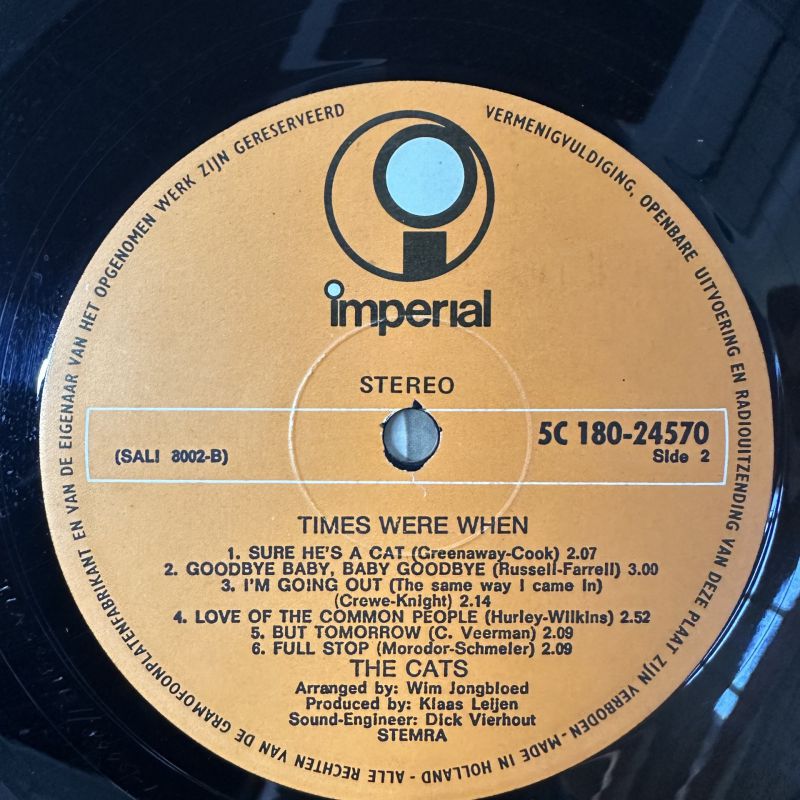 VERMENIGVULDIGING, OPENBARE UITVOERING EN RADIOUITZENDING VAN DEZE PLAAT ZIJN VERBODEN - MADE IN HOLLAND - ALLE RECHTEN VAN DE GRAMOFOONPLATENFABRIKANT EN VAN DE EIGENAAR VAN HET OPGENOMEN WERK ZIJN GERESERVEERD
imperial
STEREO
5C 180-24570
(SALI 8002-B)
Side 2
TIMES WERE WHEN
1. SURE HE'S A CAT (Greenaway-Cook) 2.07
2. GOODBYE BABY, BABY GOODBYE (Russell-Farrell) 3.00
3. I'M GOING OUT (The same way I came in)
(Crewe-Knight) 2.14
4. LOVE OF THE COMMON PEOPLE (Hurley-Wilkins) 2.52
5. BUT TOMORROW (C. Veerman) 2.09
6. FULL STOP (Morodor-Schmeler) 2.09
THE CATS
Arranged by: Wim Jongbloed
Produced by: Klaas Leijen
Sound-Engineer: Dick Vierhout
STEMRA